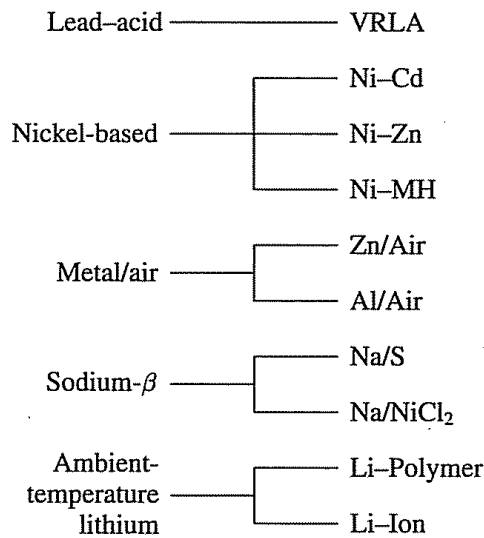 Lead–acid VRLA
Ni–Cd
Nickel-based Ni–Zn
Ni–MH
Zn/Air
Metal/air
Al/Air
Na/S
Sodium-β
Na/NiCl₂
Ambient-
temperature
lithium
Li–Polymer
Li–Ion